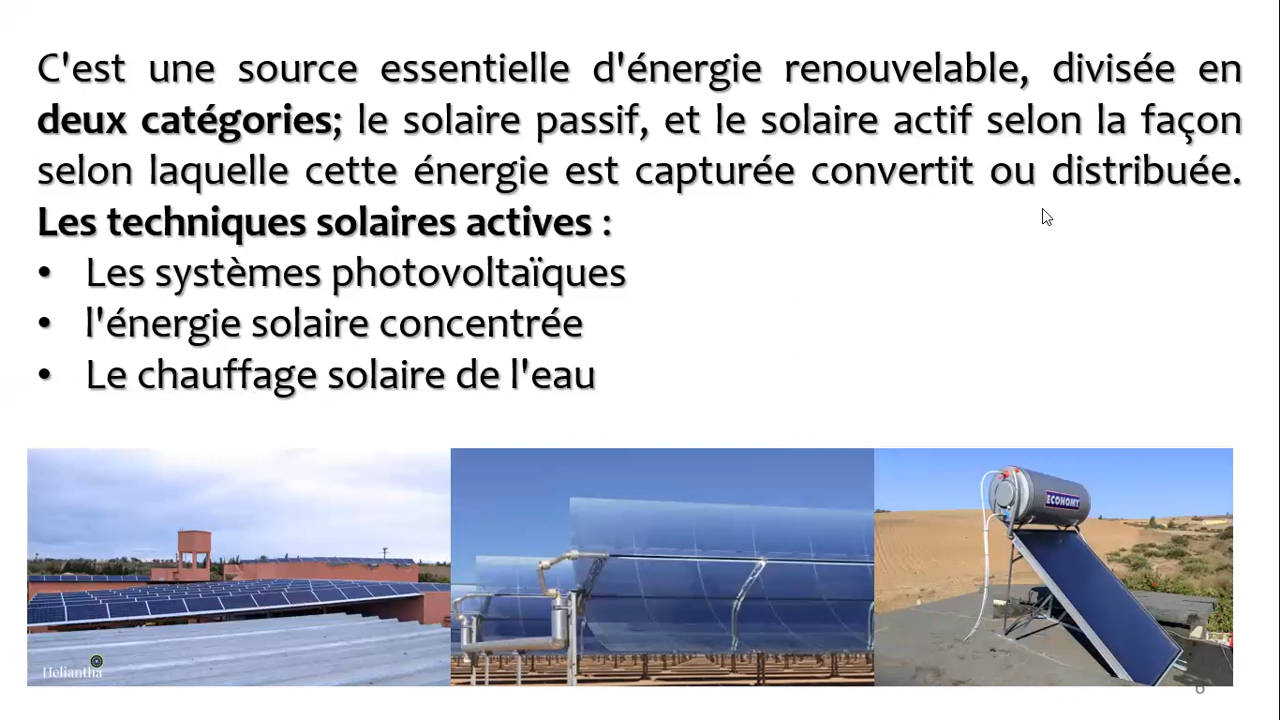 C'est une source essentielle d'énergie renouvelable, divisée en
deux catégories; le solaire passif, et le solaire actif selon la façon
selon laquelle cette énergie est capturée convertit ou distribuée.
Les techniques solaires actives :
• Les systèmes photovoltaïques
• l'énergie solaire concentrée
• Le chauffage solaire de l'eau
ECONOMY
Heliantha
6